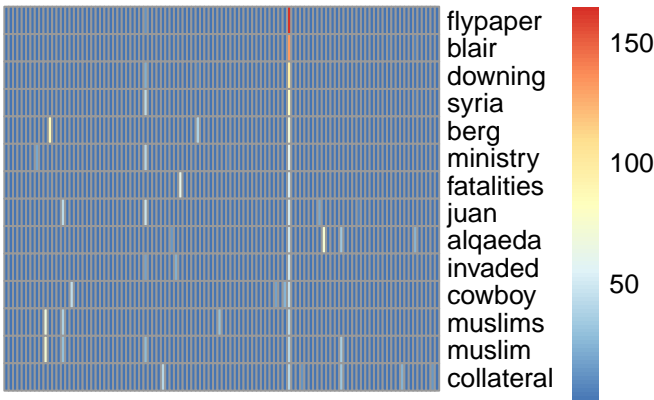 flypaper
blair
downing
syria
berg
ministry
fatalities
juan
alqaeda
invaded
cowboy
muslims
muslim
collateral
150
100
50